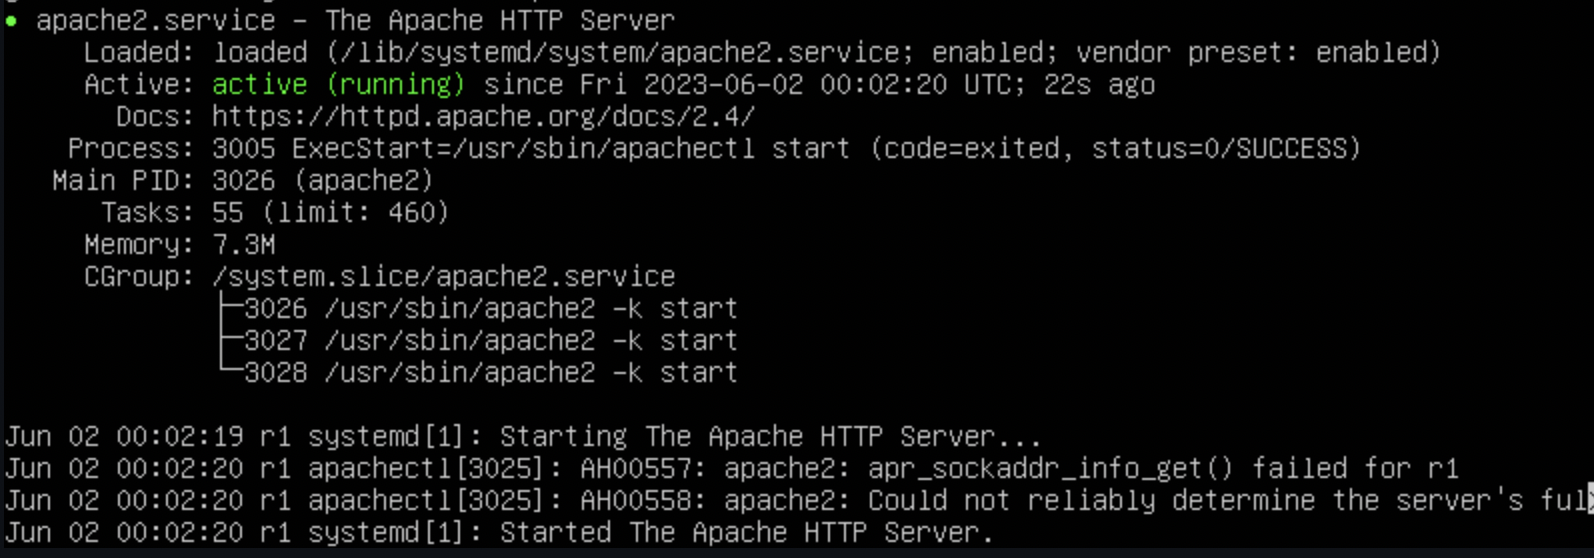 ● apache2.service - The Apache HTTP Server
Loaded: loaded (/lib/systemd/system/apache2.service; enabled; vendor preset: enabled)
Active: active (running) since Fri 2023-06-02 00:02:20 UTC; 22s ago
Docs: https://httpd.apache.org/docs/2.4/
Process: 3005 ExecStart=/usr/sbin/apachectl start (code=exited, status=0/SUCCESS)
Main PID: 3026 (apache2)
Tasks: 55 (limit: 460)
Memory: 7.3M
CGroup: /system.slice/apache2.service
├─3026 /usr/sbin/apache2 -k start
├─3027 /usr/sbin/apache2 -k start
└─3028 /usr/sbin/apache2 -k start
Jun 02 00:02:19 r1 systemd[1]: Starting The Apache HTTP Server...
Jun 02 00:02:20 r1 apachectl[3025]: AH00557: apache2: apr_sockaddr_info_get() failed for r1
Jun 02 00:02:20 r1 apachectl[3025]: AH00558: apache2: Could not reliably determine the server's ful>
Jun 02 00:02:20 r1 systemd[1]: Started The Apache HTTP Server.